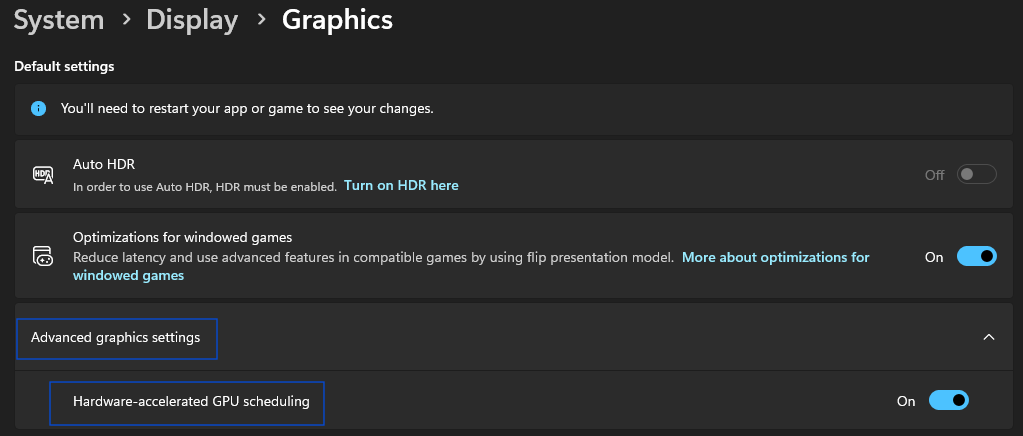 System > Display > Graphics
Default settings
You'll need to restart your app or game to see your changes.
HDR A
Auto HDR
Off
In order to use Auto HDR, HDR must be enabled. Turn on HDR here
Optimizations for windowed games
Reduce latency and use advanced features in compatible games by using flip presentation model. More about optimizations for
windowed games
On
Advanced graphics settings
Hardware-accelerated GPU scheduling
On